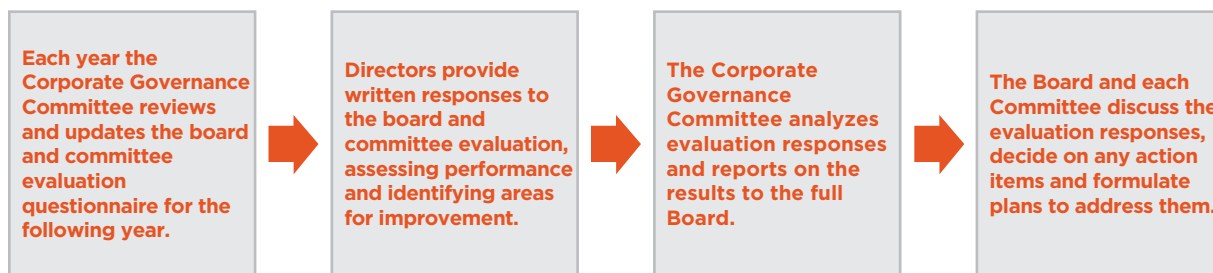 Each year the
Corporate Governance
Committee reviews
and updates the board
and committee
evaluation
questionnaire for the
following year.
Directors provide
written responses to
the board and
committee evaluation,
assessing performance
and identifying areas
for improvement.
The Corporate
Governance
Committee analyzes
evaluation responses
and reports on the
results to the full
Board.
The Board and each
Committee discuss the
evaluation responses,
decide on any action
items and formulate
plans to address them.